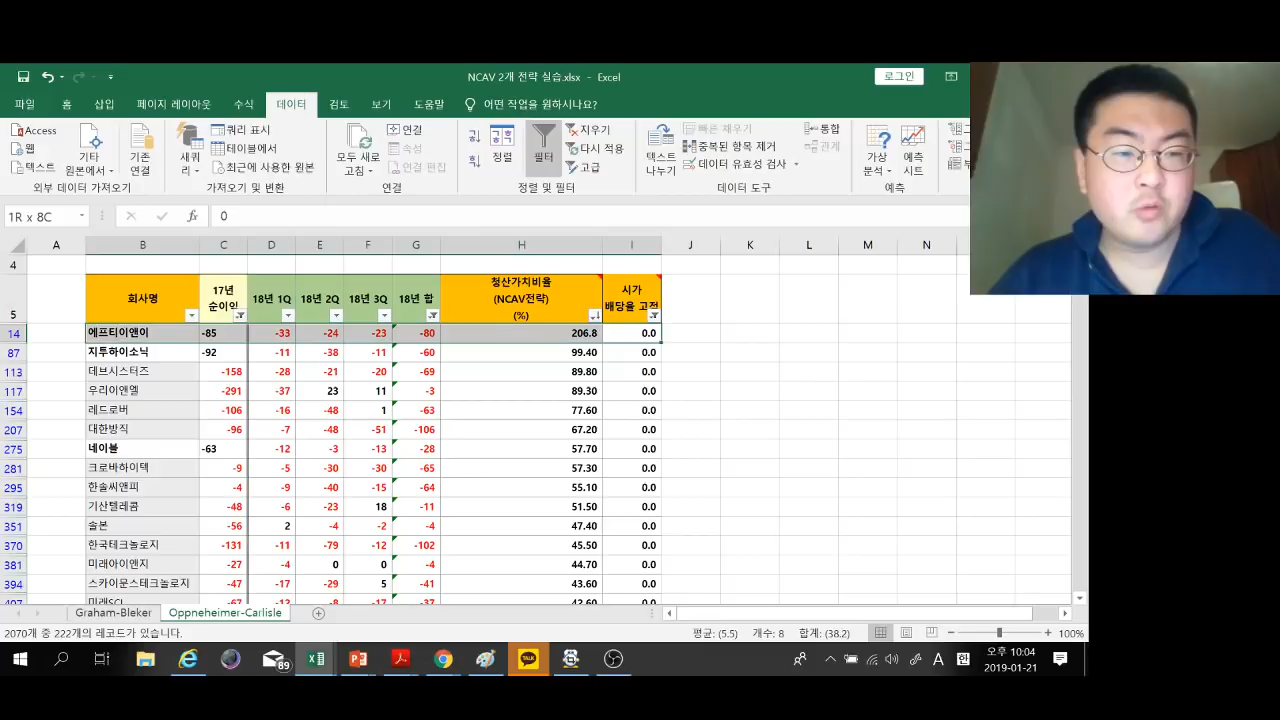 NCAV 2개 전략 실습.xlsx - Excel
로그인
파일 홈 삽입 페이지 레이아웃 수식 데이터 검토 보기 도움말 어떤 작업을 원하시나요?
Access
웹
텍스트
기타
원본에서
기존
연결
외부 데이터 가져오기
새쿼
리
쿼리 표시
테이블에서
최근에 사용한 원본
가져오기 및 변환
모두 새로
고침
연결
속성
연결 편집
연결
정렬
필터
지우기
다시 적용
고급
정렬 및 필터
텍스트
나누기
빠른 채우기
중복된 항목 제거
데이터 유효성 검사
통합
관계
데이터 도구
가상
분석
예측
시트
예측
1R x 8C fx 0
A B C D E F G H I J K L M N
4
5 회사명 17년 순이익 18년 1Q 18년 2Q 18년 3Q 18년 합 청산가치비율 (NCAV전략) (%) 시가 배당율 고정
14 에프티이앤이 -85 -33 -24 -23 -80 206.8 0.0
87 지투하이소닉 -92 -11 -38 -11 -60 99.40 0.0
113 데브시스터즈 -158 -28 -21 -20 -69 89.80 0.0
117 우리이앤엘 -291 -37 23 11 -3 89.30 0.0
154 레드로버 -106 -16 -48 1 -63 77.60 0.0
207 대한방직 -96 -7 -48 -51 -106 67.20 0.0
275 네이블 -63 -12 -3 -13 -28 57.70 0.0
281 크로바하이텍 -9 -5 -30 -30 -65 57.30 0.0
295 한솔씨앤피 -4 -9 -40 -15 -64 55.10 0.0
319 기산텔레콤 -48 -6 -23 18 -11 51.50 0.0
351 솔본 -56 2 -4 -2 -4 47.40 0.0
370 한국테크놀로지 -131 -11 -79 -12 -102 45.50 0.0
381 미래아이앤지 -27 -4 0 0 -4 44.70 0.0
394 스카이문스테크놀로지 -47 -17 -29 5 -41 43.60 0.0
Graham-Bleker Oppneheimer-Carlisle
2070개 중 222개의 레코드가 있습니다. 평균: (5.5) 개수: 8 합계: (38.2) 100%
89
TALK
A 한
오후 10:04
2019-01-21